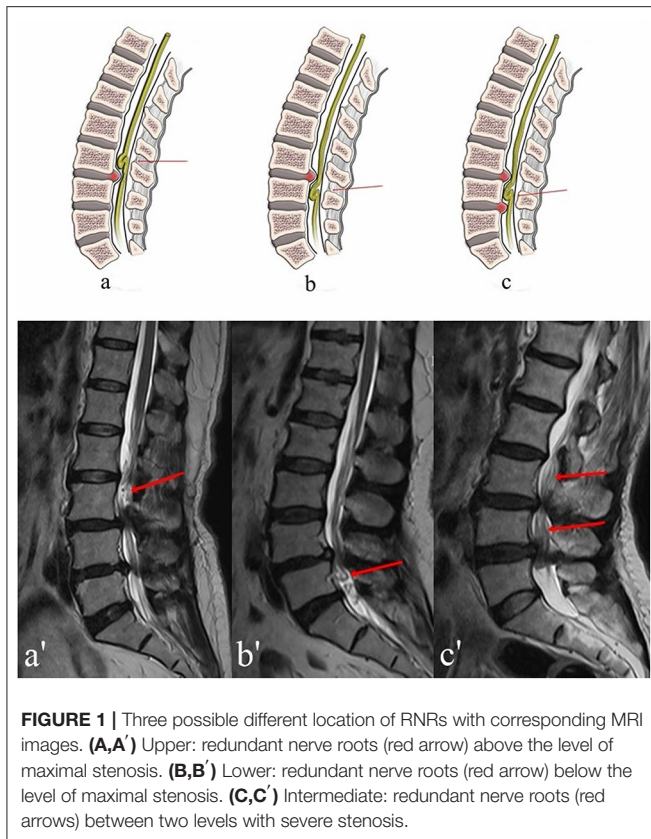 a
b
c
a'
b'
c'
FIGURE 1 | Three possible different location of RNRs with corresponding MRI
images. (A,A′) Upper: redundant nerve roots (red arrow) above the level of
maximal stenosis. (B,B′) Lower: redundant nerve roots (red arrow) below the
level of maximal stenosis. (C,C′) Intermediate: redundant nerve roots (red
arrows) between two levels with severe stenosis.